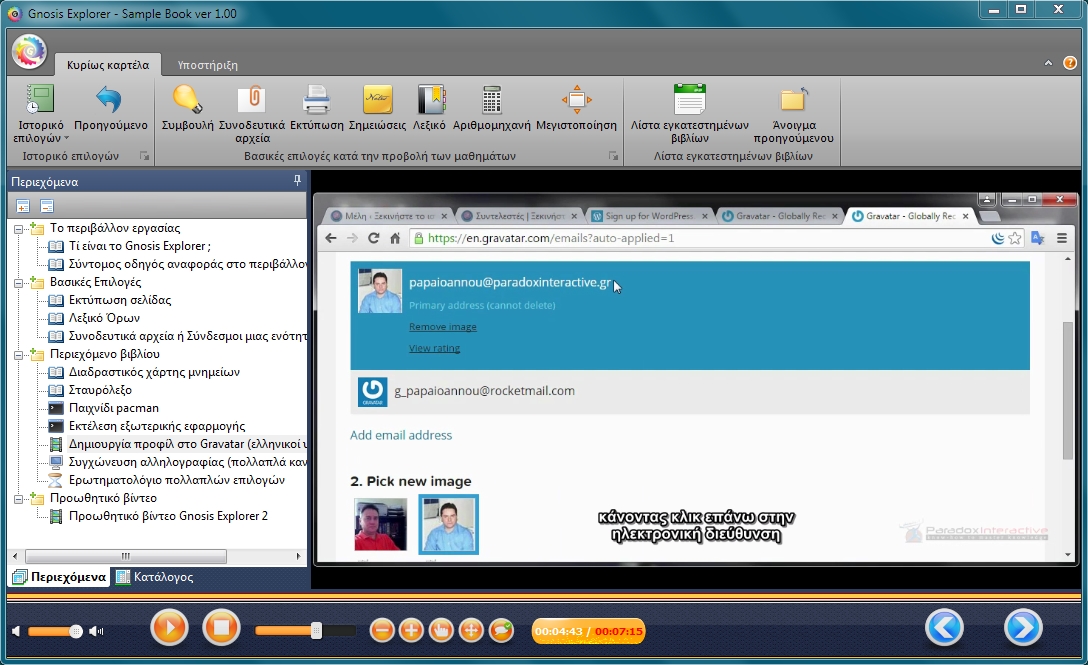 Gnosis Explorer - Sample Book ver 1.00
Κυρίως καρτέλα
Υποστήριξη
Ιστορικό επιλογών
Προηγούμενο
Συμβουλή
Συνοδευτικά αρχεία
Εκτύπωση
Σημειώσεις
Λεξικό
Αριθμομηχανή
Μεγιστοποίηση
Λίστα εγκατεστημένων βιβλίων
Άνοιγμα προηγούμενου
Ιστορικό επιλογών
Βασικές επιλογές κατά την προβολή των μαθημάτων
Λίστα εγκατεστημένων βιβλίων
Περιεχόμενα
Το περιβάλλον εργασίας
Τί είναι το Gnosis Explorer ;
Σύντομος οδηγός αναφοράς στο περιβάλλο
Βασικές Επιλογές
Εκτύπωση σελίδας
Λεξικό Όρων
Συνοδευτικά αρχεία ή Σύνδεσμοι μιας ενότητ
Περιεχόμενο βιβλίου
Διαδραστικός χάρτης μνημείων
Σταυρόλεξο
Παιχνίδι pacman
Εκτέλεση εξωτερικής εφαρμογής
Δημιουργία προφίλ στο Gravatar (ελληνικοί υ
Συγχώνευση αλληλογραφίας (πολλαπλά καν
Ερωτηματολόγιο πολλαπλών επιλογών
Προωθητικό βίντεο
Προωθητικό βίντεο Gnosis Explorer 2
Περιεχόμενα
Κατάλογος
Μέλη ‹ Ξεκινήστε το ισ
Συντελεστές | Ξεκινήστ
Sign up for WordPress.
Gravatar - Globally Rec
Gravatar - Globally Rec
https://en.gravatar.com/emails?auto-applied=1
papaioannou@paradoxinteractive.gr
Primary address (cannot delete)
Remove image
View rating
GRAVATAR
g_papaioannou@rocketmail.com
Add email address
2. Pick new image
κάνοντας κλικ επάνω στην
ηλεκτρονική διεύθυνση
ParadoxInteractive
00:04:43 / 00:07:15